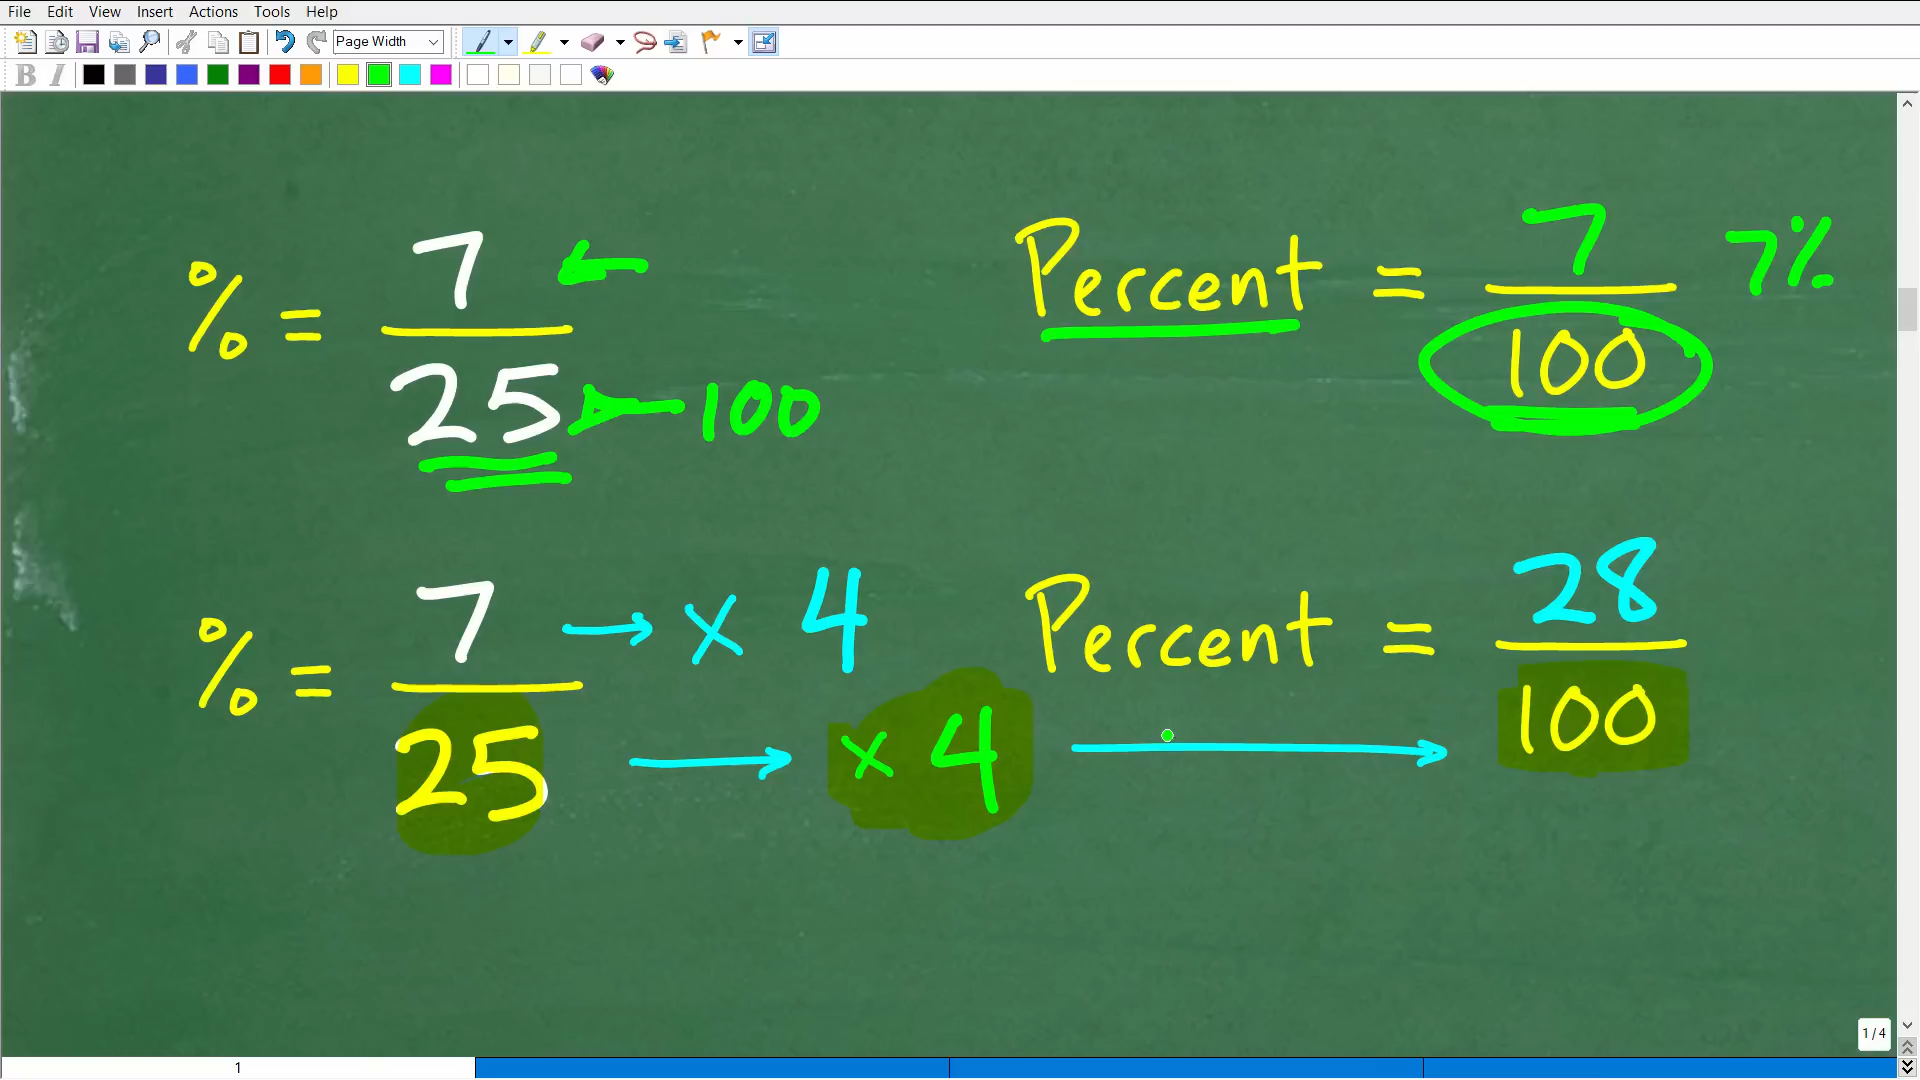 File Edit View Insert Actions Tools Help
Page Width
B I
% = 7/25 100
Percent = 7/100 7%
% = 7/25 → x 4
→ x 4 →
Percent = 28/100
1 / 4
1